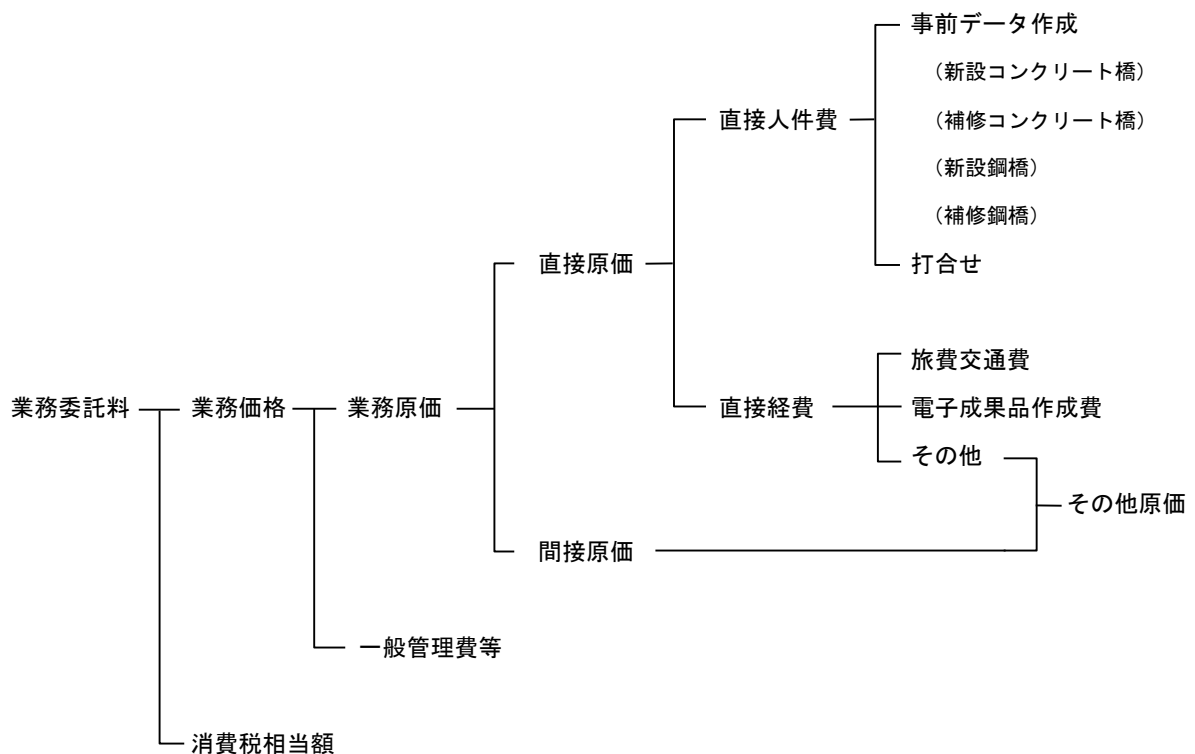 事前データ作成
（新設コンクリート橋）
直接人件費
（補修コンクリート橋）
（新設鋼橋）
（補修鋼橋）
直接原価
打合せ
旅費交通費
業務委託料
業務価格
業務原価
直接経費
電子成果品作成費
その他
その他原価
間接原価
一般管理費等
消費税相当額